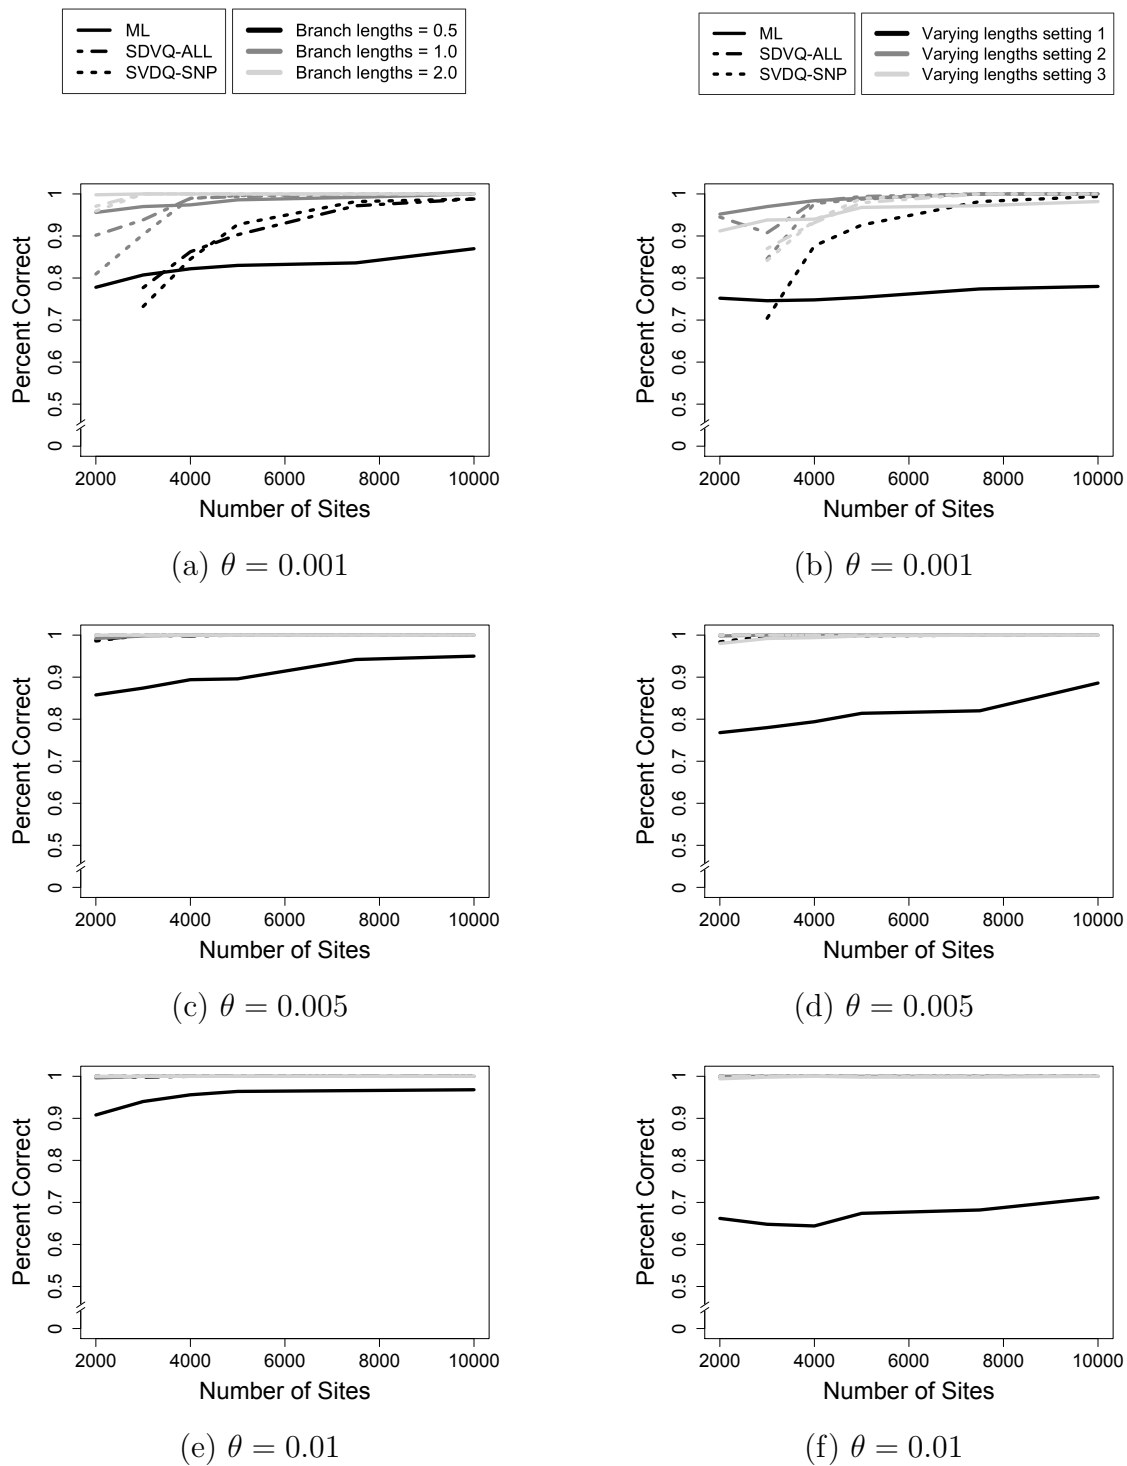 ML
SDVQ-ALL
SVDQ-SNP
Branch lengths = 0.5
Branch lengths = 1.0
Branch lengths = 2.0
ML
SDVQ-ALL
SVDQ-SNP
Varying lengths setting 1
Varying lengths setting 2
Varying lengths setting 3
Percent Correct
1
0.9
0.8
0.7
0.6
0.5
0
2000 4000 6000 8000 10000
Number of Sites
(a) θ = 0.001
Percent Correct
1
0.9
0.8
0.7
0.6
0.5
0
2000 4000 6000 8000 10000
Number of Sites
(b) θ = 0.001
Percent Correct
1
0.9
0.8
0.7
0.6
0.5
0
2000 4000 6000 8000 10000
Number of Sites
(c) θ = 0.005
Percent Correct
1
0.9
0.8
0.7
0.6
0.5
0
2000 4000 6000 8000 10000
Number of Sites
(d) θ = 0.005
Percent Correct
1
0.9
0.8
0.7
0.6
0.5
0
2000 4000 6000 8000 10000
Number of Sites
(e) θ = 0.01
Percent Correct
1
0.9
0.8
0.7
0.6
0.5
0
2000 4000 6000 8000 10000
Number of Sites
(f) θ = 0.01